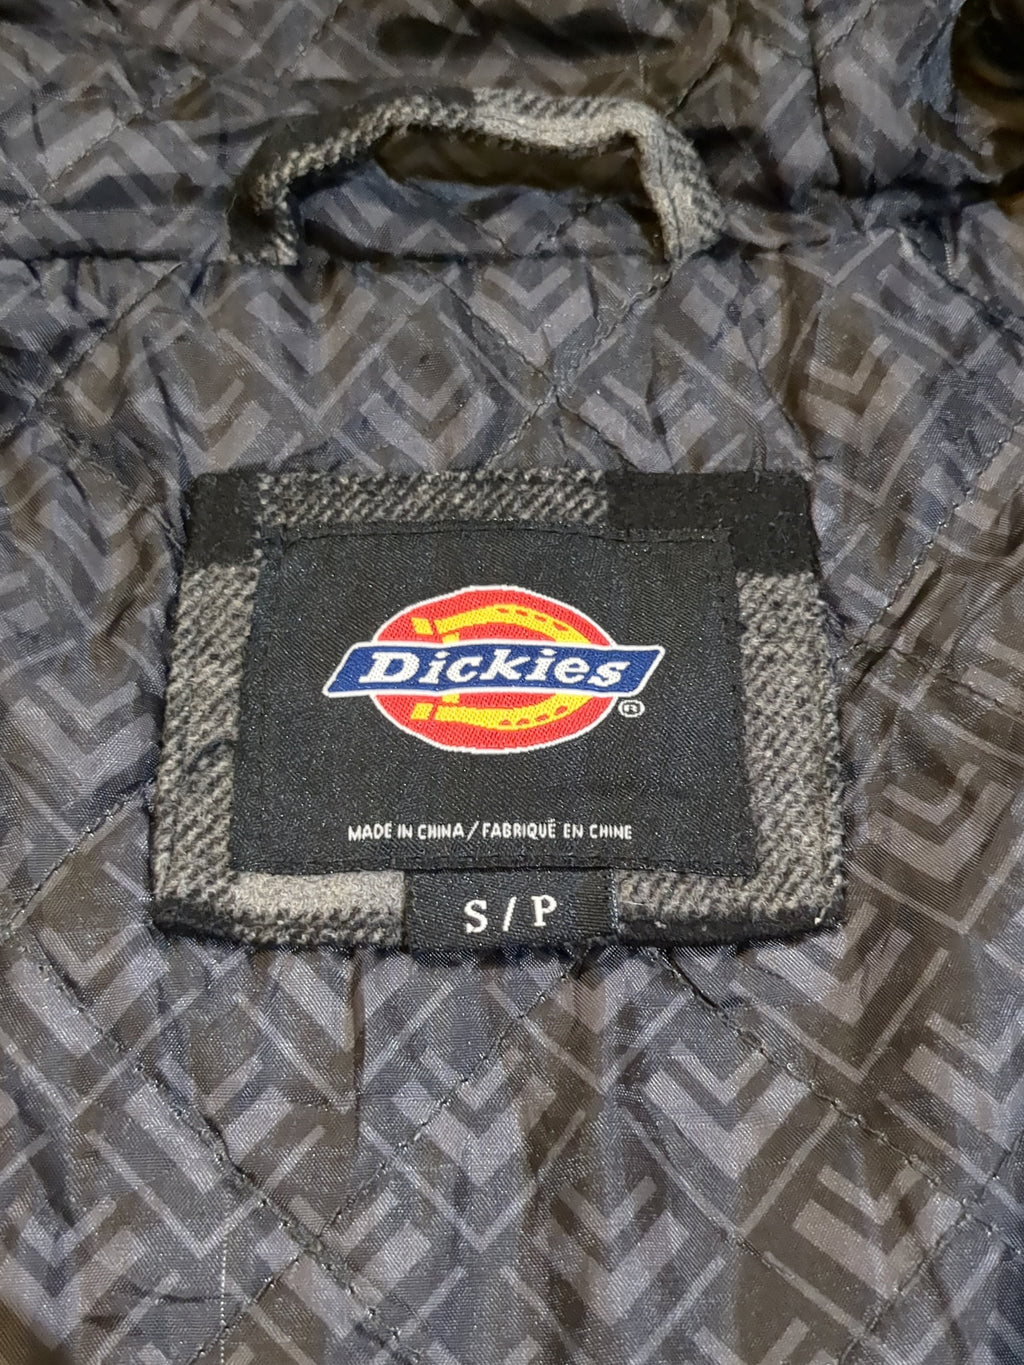 Dickies
®
MADE IN CHINA / FABRIQUÉ EN CHINE
S / P